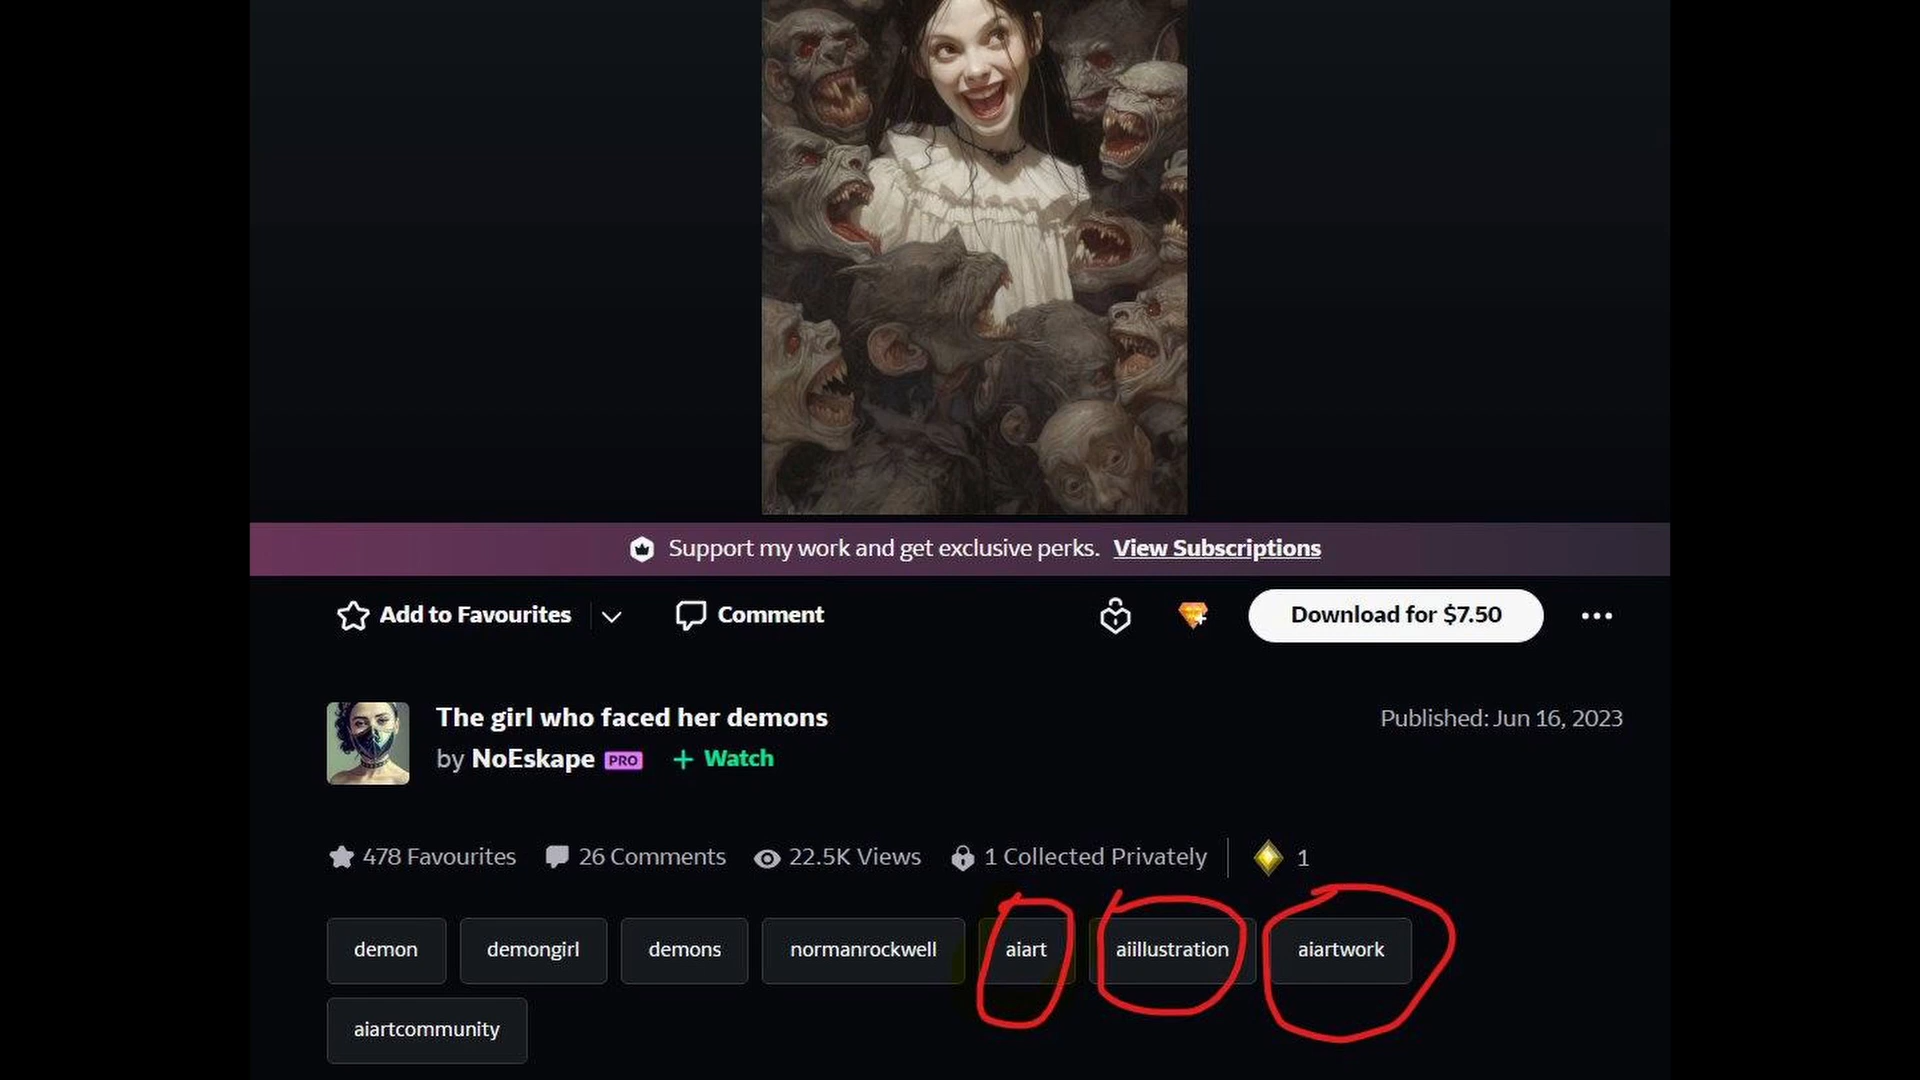 Support my work and get exclusive perks. View Subscriptions
Add to Favourites Comment Download for $7.50
The girl who faced her demons Published: Jun 16, 2023
by NoEskape PRO + Watch
478 Favourites 26 Comments 22.5K Views 1 Collected Privately 1
demon demongirl demons normanrockwell aiart aiillustration aiartwork
aiartcommunity